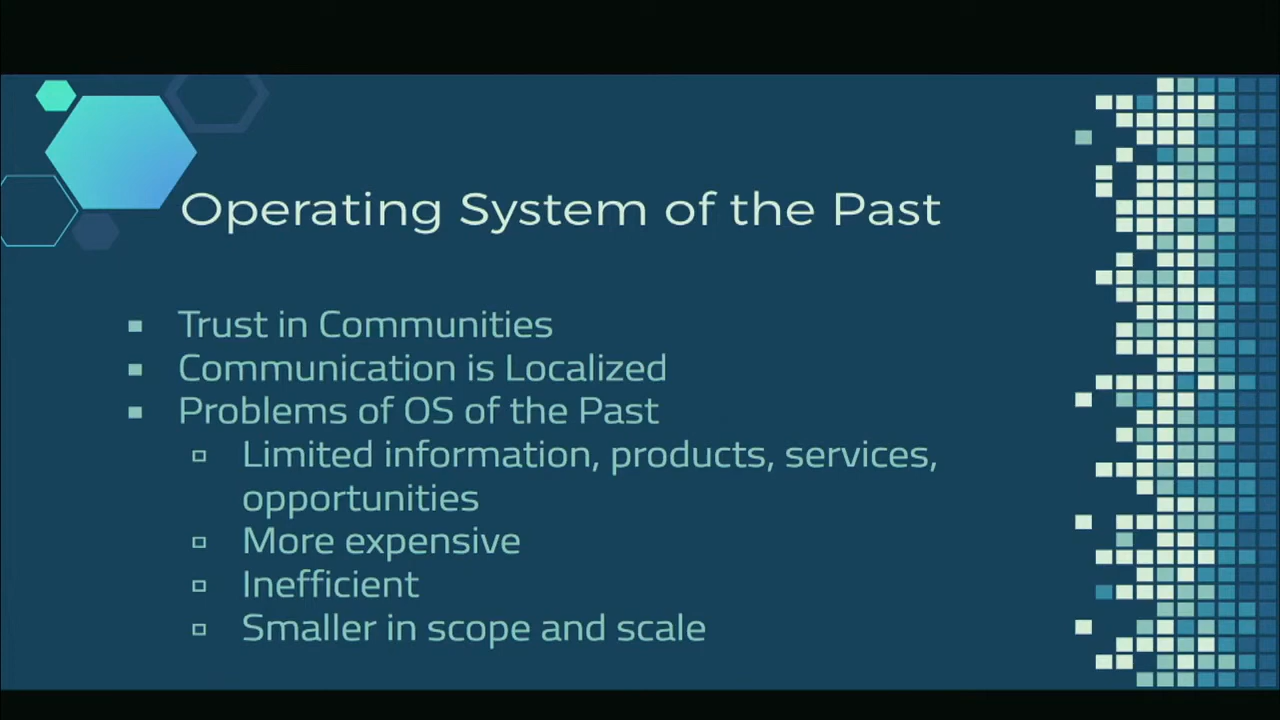 Operating System of the Past
Trust in Communities
Communication is Localized
Problems of OS of the Past
Limited information, products, services,
opportunities
More expensive
Inefficient
Smaller in scope and scale